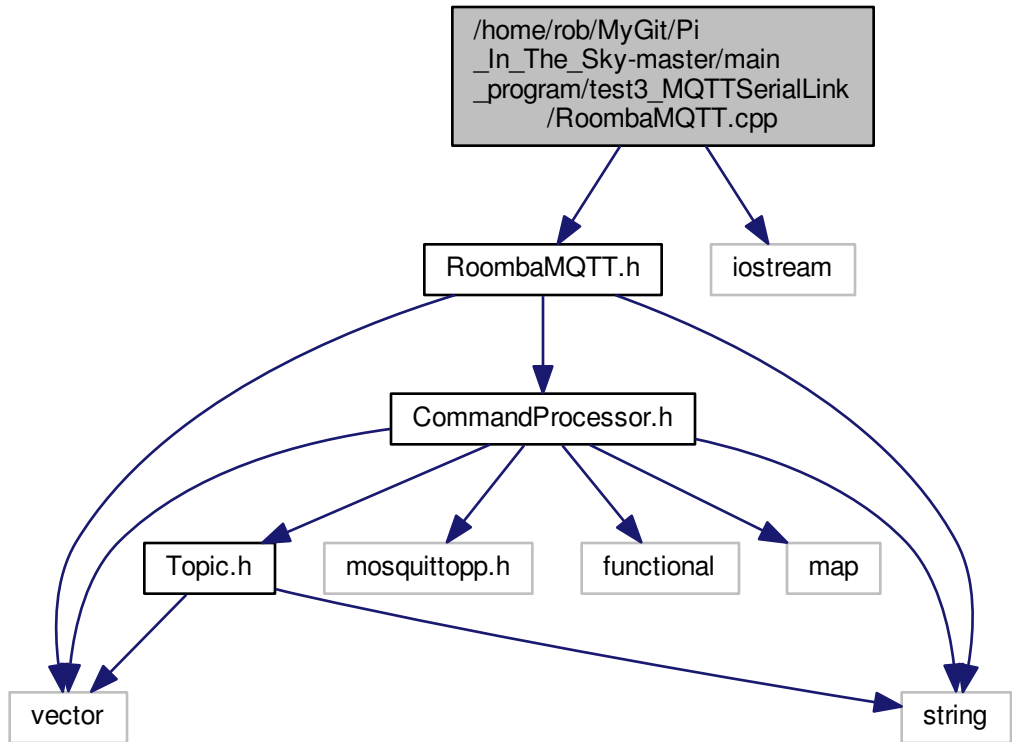 /home/rob/MyGit/Pi
_In_The_Sky-master/main
_program/test3_MQTTSerialLink
/RoombaMQTT.cpp
RoombaMQTT.h
iostream
CommandProcessor.h
Topic.h
mosquittopp.h
functional
map
vector
string